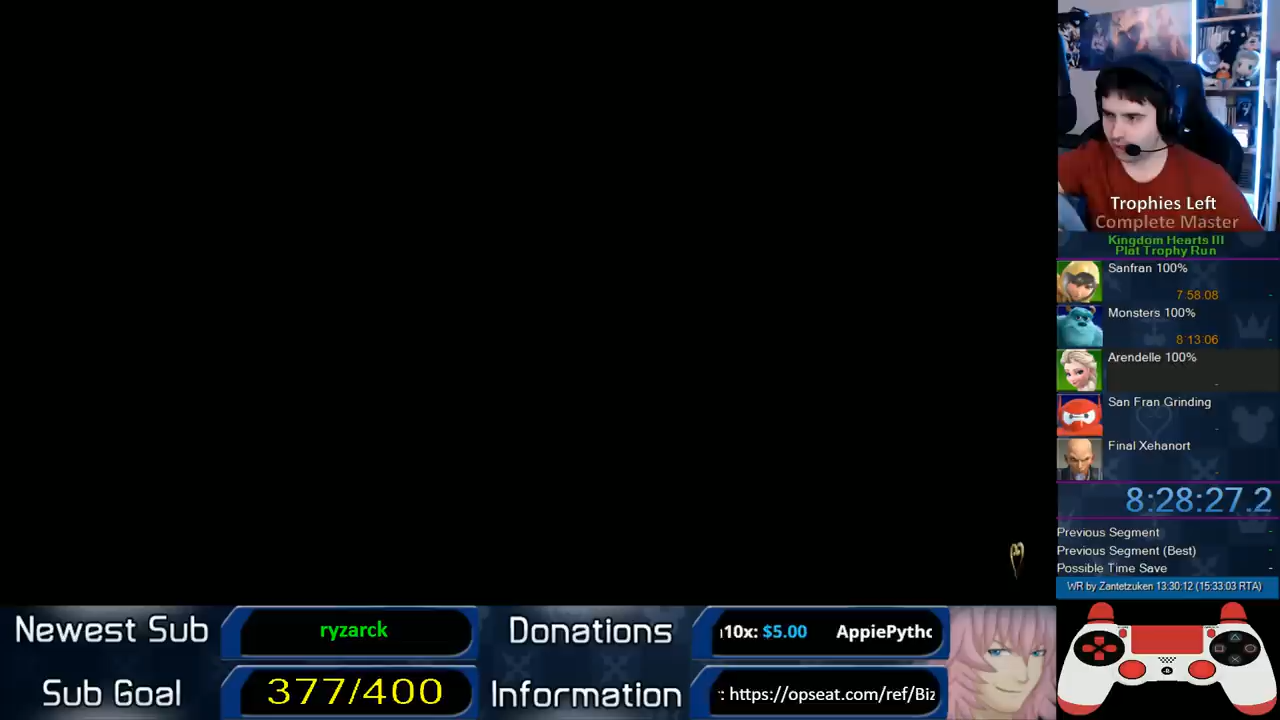 Trophies Left
Complete Master
Kingdom Hearts III
Plat Trophy Run
Sanfran 100%
7:58:08 -
Monsters 100%
8:13:06 -
Arendelle 100%
-
San Fran Grinding
-
Final Xehanort
-
8:28:27.2
Previous Segment -
Previous Segment (Best) -
Possible Time Save -
WR by Zantetzuken 13:30:12 (15:33:03 RTA)
Newest Sub
ryzarck
Donations
10x: $5.00 AppiePytho
Sub Goal
377/400
Information
: https://opseat.com/ref/Biz